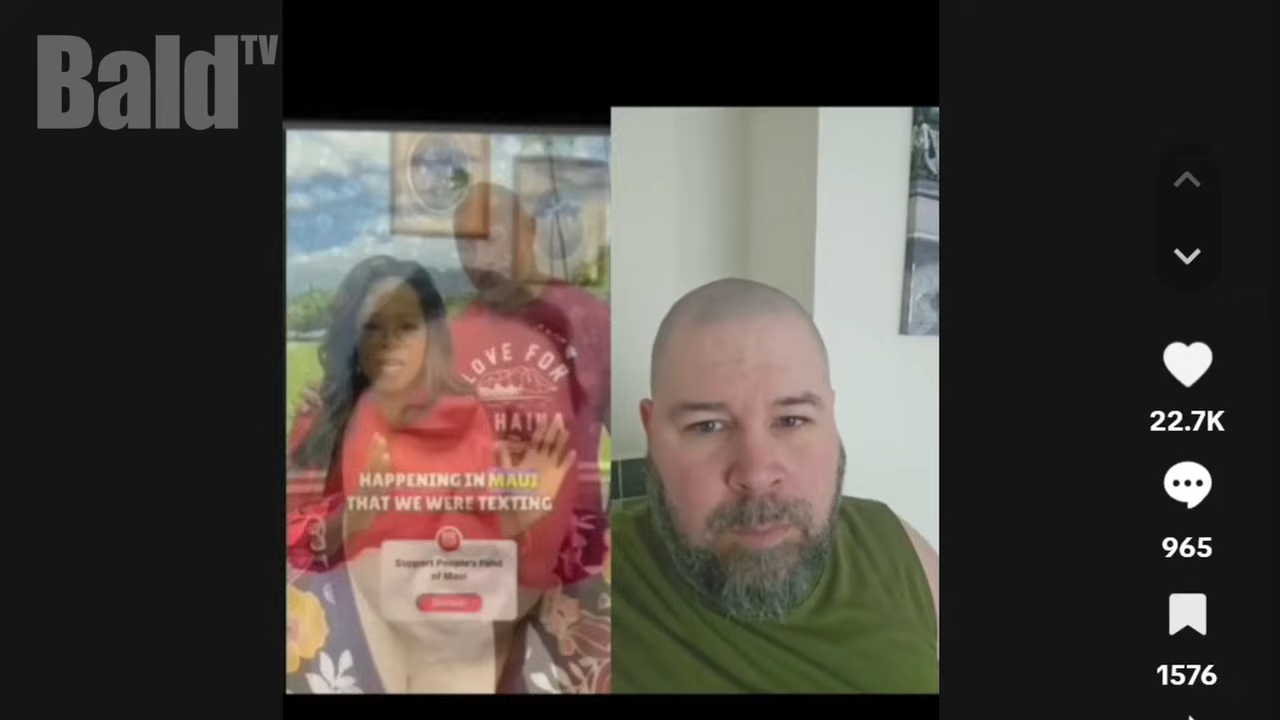 Bald TV
LOVE FOR
HAINA
HAPPENING IN MAUI
THAT WE WERE TEXTING
Support People's Fund
of Maui
22.7K
965
1576